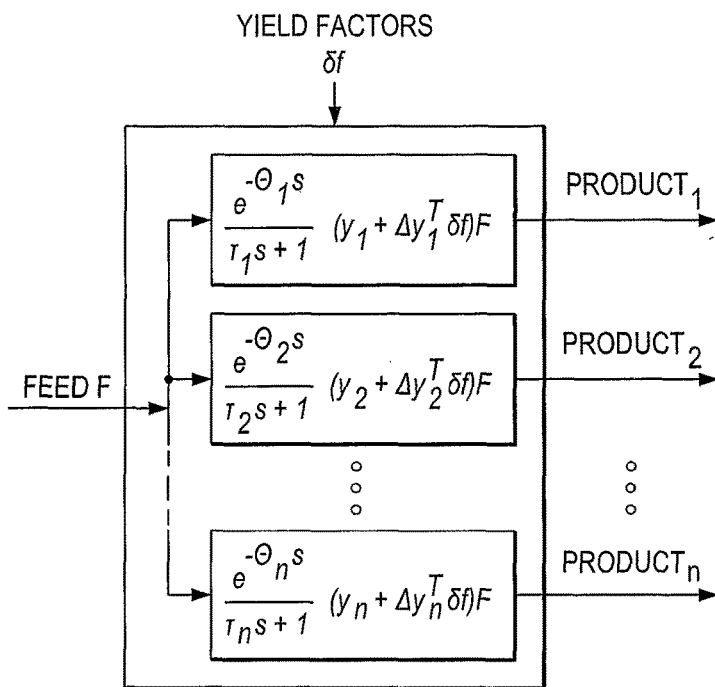 YIELD FACTORS
δf
e^{-Θ_1 s} / (τ_1 s + 1) (y_1 + Δy_1^T δf)F
PRODUCT_1
FEED F
e^{-Θ_2 s} / (τ_2 s + 1) (y_2 + Δy_2^T δf)F
PRODUCT_2
e^{-Θ_n s} / (τ_n s + 1) (y_n + Δy_n^T δf)F
PRODUCT_n